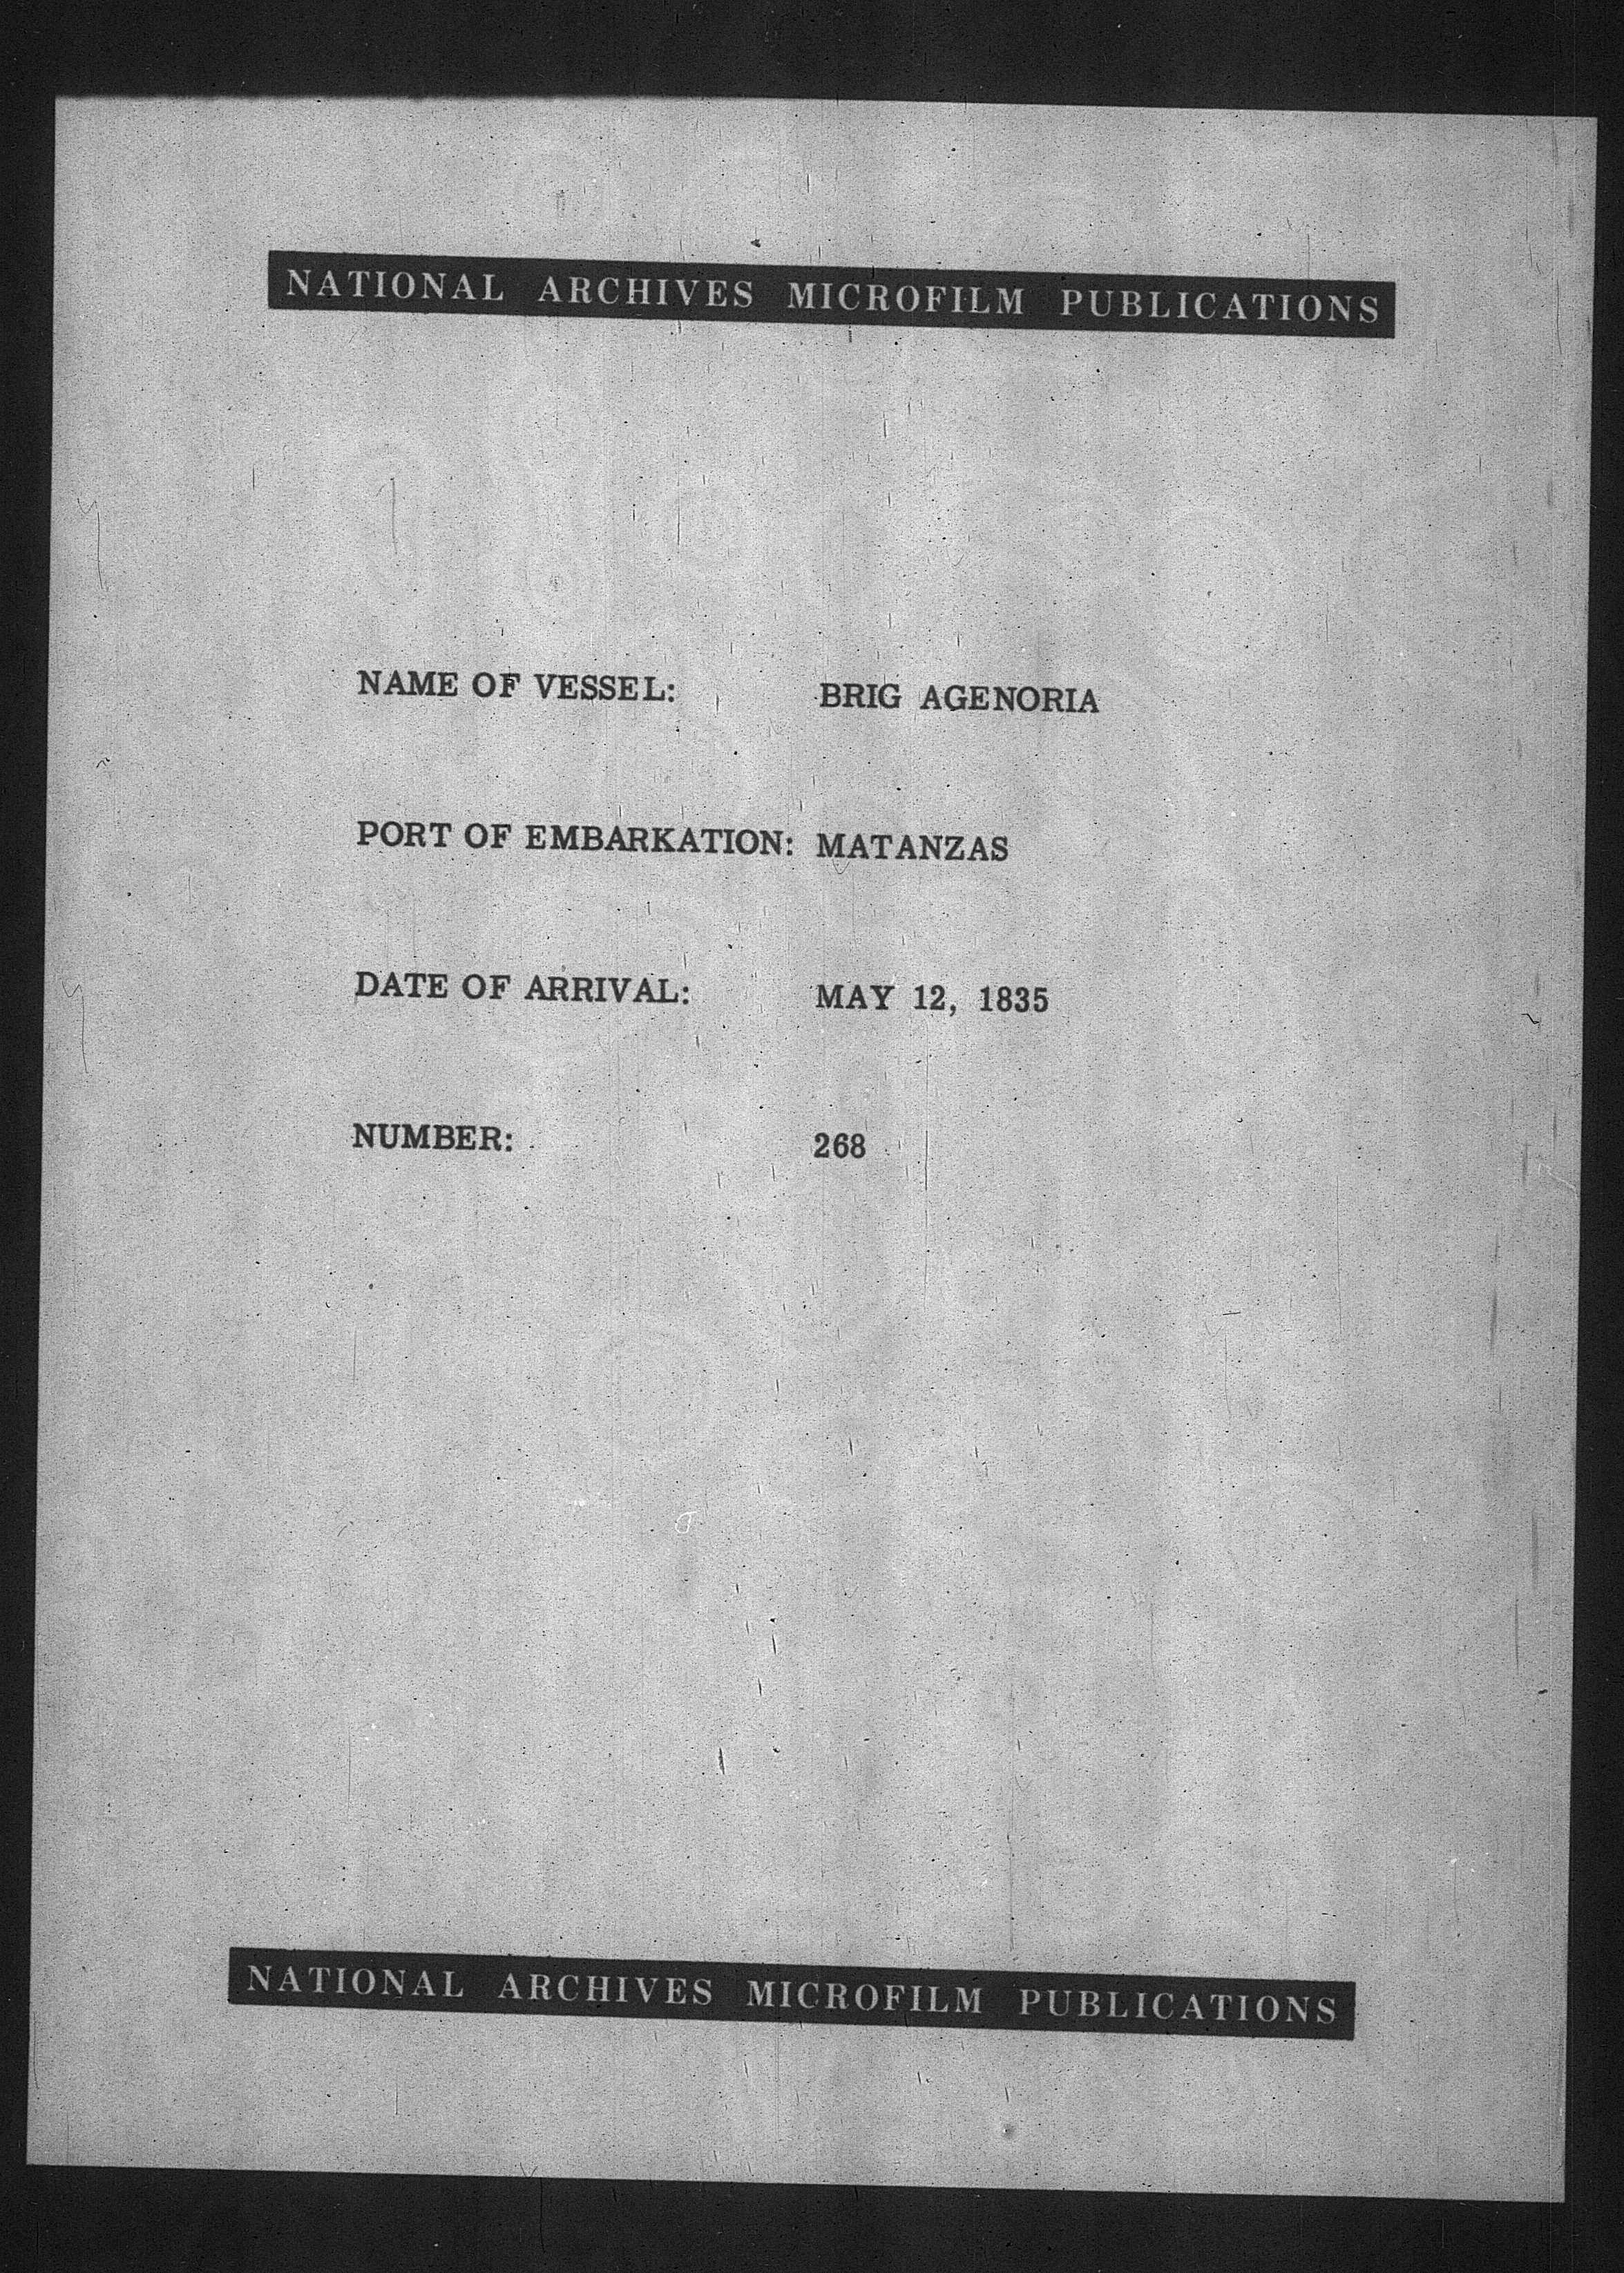 NATIONAL ARCHIVES MICROFILM PUBLICATIONS
NAME OF VESSEL: BRIG AGENORIA
PORT OF EMBARKATION: MATANZAS
DATE OF ARRIVAL: MAY 12, 1835
NUMBER: 268
NATIONAL ARCHIVES MICROFILM PUBLICATIONS